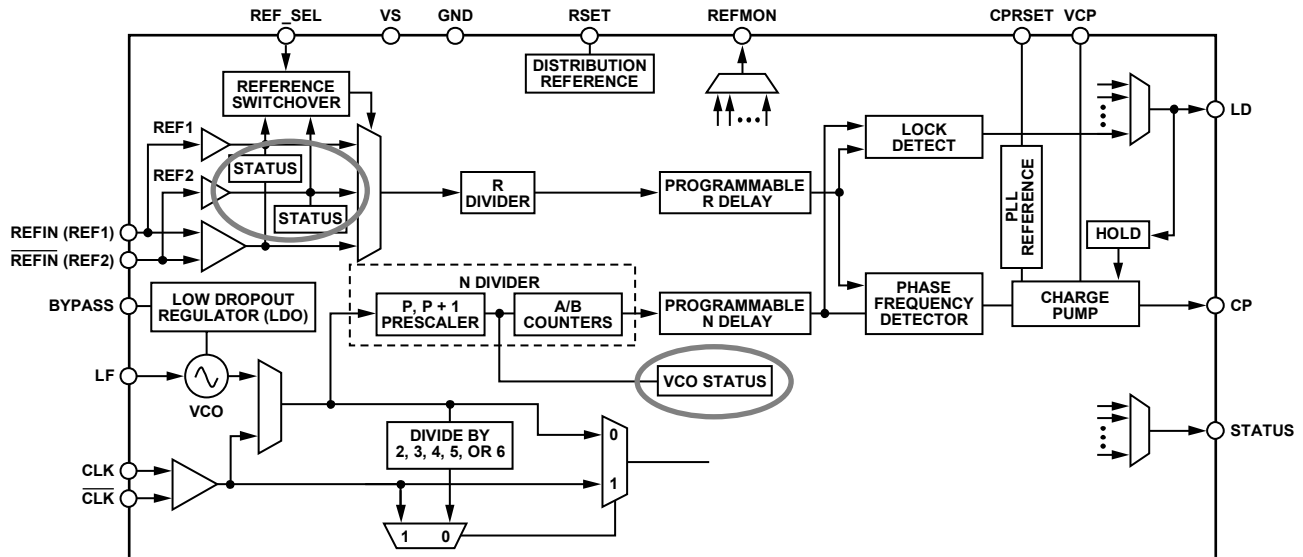 REF_SEL
VS
GND
RSET
REFMON
CPRSET
VCP
DISTRIBUTION
REFERENCE
REFERENCE
SWITCHOVER
REF1
STATUS
REF2
STATUS
R
DIVIDER
PROGRAMMABLE
R DELAY
LOCK
DETECT
LD
PLL
REFERENCE
HOLD
REFIN (REF1)
REFIN (REF2)
BYPASS
LOW DROPOUT
REGULATOR (LDO)
N DIVIDER
P, P + 1
PRESCALER
A/B
COUNTERS
PROGRAMMABLE
N DELAY
PHASE
FREQUENCY
DETECTOR
CHARGE
PUMP
CP
LF
VCO
VCO STATUS
STATUS
DIVIDE BY
2, 3, 4, 5, OR 6
0
1
CLK
CLK
1 0